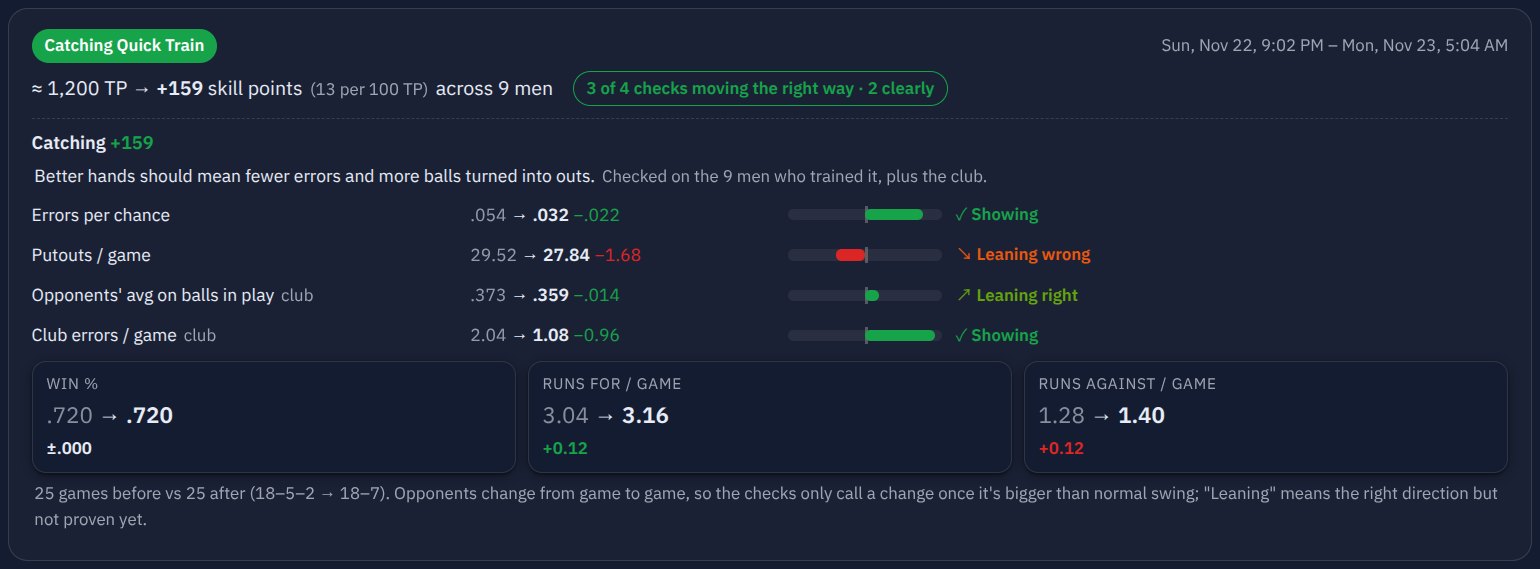 Catching Quick Train
Sun, Nov 22, 9:02 PM – Mon, Nov 23, 5:04 AM
≈ 1,200 TP → +159 skill points (13 per 100 TP) across 9 men
3 of 4 checks moving the right way · 2 clearly
Catching +159
Better hands should mean fewer errors and more balls turned into outs. Checked on the 9 men who trained it, plus the club.
Errors per chance .054 → .032 −.022 ✓ Showing
Putouts / game 29.52 → 27.84 −1.68 ↘ Leaning wrong
Opponents' avg on balls in play club .373 → .359 −.014 ↗ Leaning right
Club errors / game club 2.04 → 1.08 −0.96 ✓ Showing
WIN %
.720 → .720
±.000
RUNS FOR / GAME
3.04 → 3.16
+0.12
RUNS AGAINST / GAME
1.28 → 1.40
+0.12
25 games before vs 25 after (18–5–2 → 18–7). Opponents change from game to game, so the checks only call a change once it's bigger than normal swing; "Leaning" means the right direction but
not proven yet.